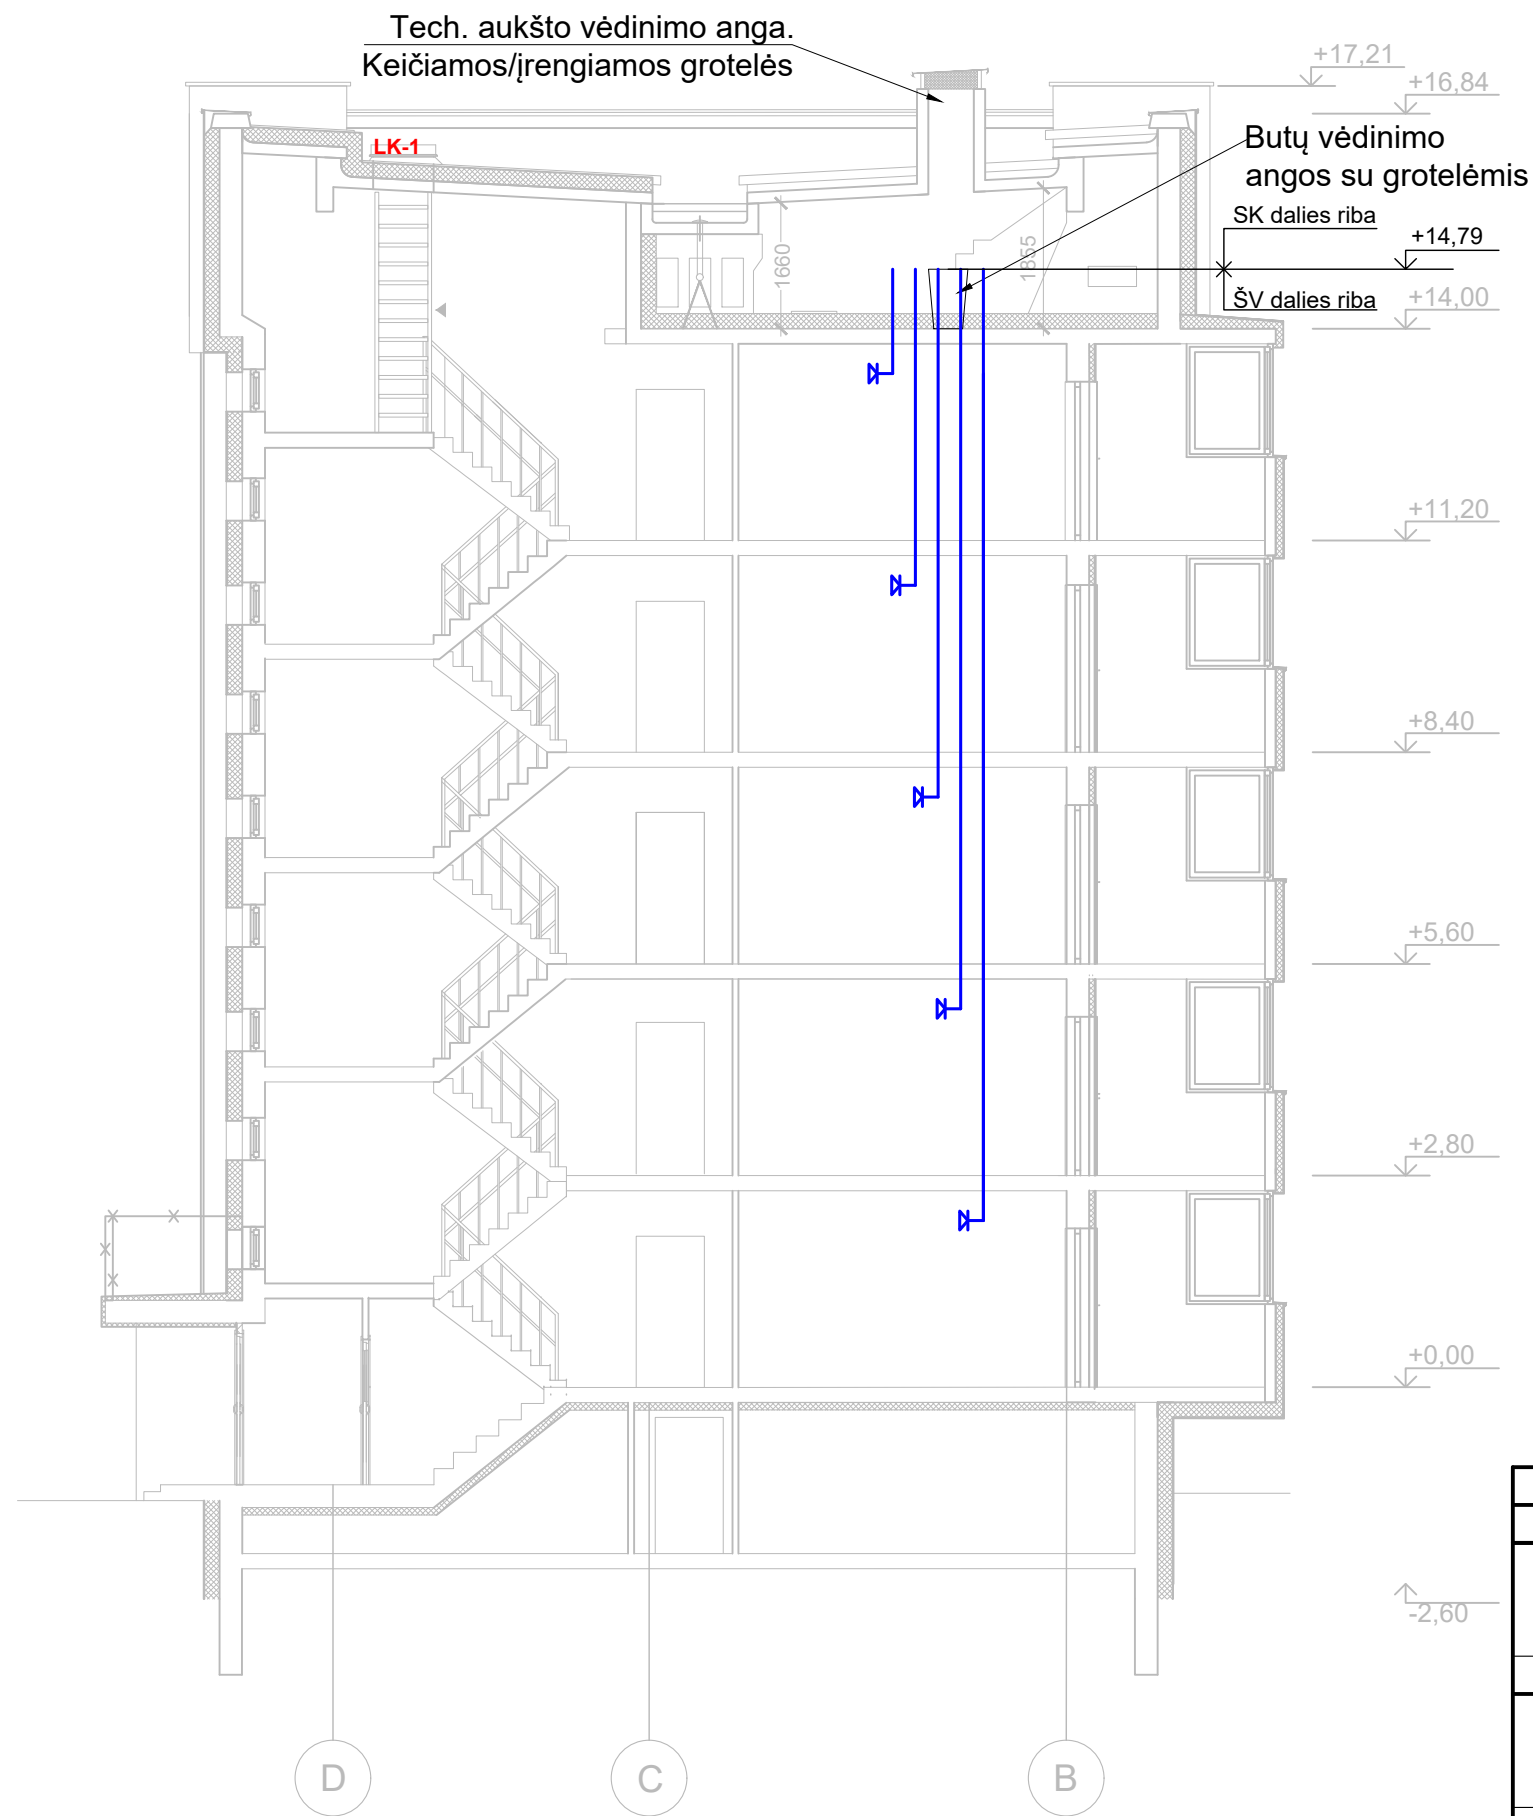 Tech. aukšto vėdinimo anga.
Keičiamos/įrengiamos grotelės
+17,21
+16,84
LK-1
Butų vėdinimo
angos su grotelėmis
SK dalies riba
+14,79
1660
1855
ŠV dalies riba
+14,00
+11,20
+8,40
+5,60
+2,80
+0,00
-2,60
D
C
B